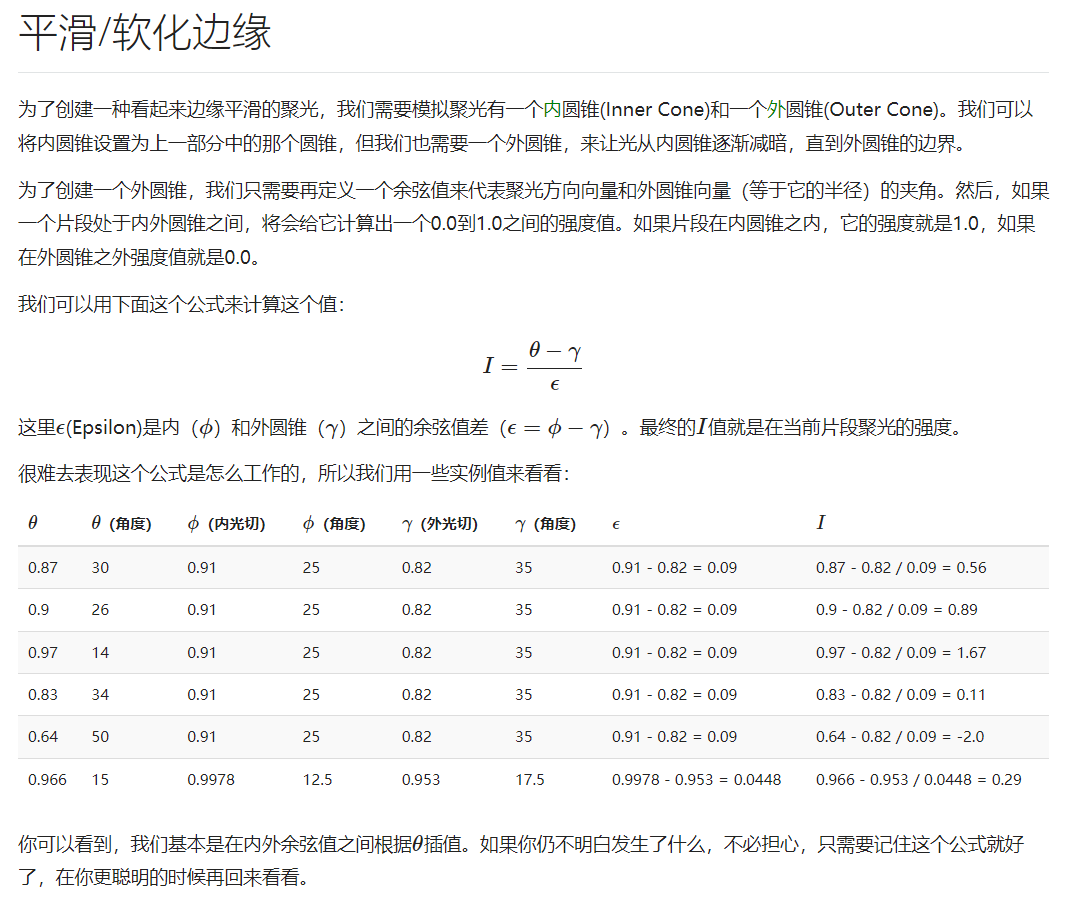 平滑/软化边缘
为了创建一种看起来边缘平滑的聚光，我们需要模拟聚光有一个内圆锥(Inner Cone)和一个外圆锥(Outer Cone)。我们可以
将内圆锥设置为上一部分中的那个圆锥，但我们也需要一个外圆锥，来让光从内圆锥逐渐减暗，直到外圆锥的边界。
为了创建一个外圆锥，我们只需要再定义一个余弦值来代表聚光方向向量和外圆锥向量（等于它的半径）的夹角。然后，如果
一个片段处于内外圆锥之间，将会给它计算出一个0.0到1.0之间的强度值。如果片段在内圆锥之内，它的强度就是1.0，如果
在外圆锥之外强度值就是0.0。
我们可以用下面这个公式来计算这个值：
I = (θ − γ) / ϵ
这里ϵ(Epsilon)是内（ϕ）和外圆锥（γ）之间的余弦值差（ϵ = ϕ − γ）。最终的I值就是在当前片段聚光的强度。
很难去表现这个公式是怎么工作的，所以我们用一些实例值来看看：
θ θ（角度） ϕ（内光切） ϕ（角度） γ（外光切） γ（角度） ϵ I
0.87 30 0.91 25 0.82 35 0.91 - 0.82 = 0.09 0.87 - 0.82 / 0.09 = 0.56
0.9 26 0.91 25 0.82 35 0.91 - 0.82 = 0.09 0.9 - 0.82 / 0.09 = 0.89
0.97 14 0.91 25 0.82 35 0.91 - 0.82 = 0.09 0.97 - 0.82 / 0.09 = 1.67
0.83 34 0.91 25 0.82 35 0.91 - 0.82 = 0.09 0.83 - 0.82 / 0.09 = 0.11
0.64 50 0.91 25 0.82 35 0.91 - 0.82 = 0.09 0.64 - 0.82 / 0.09 = -2.0
0.966 15 0.9978 12.5 0.953 17.5 0.9978 - 0.953 = 0.0448 0.966 - 0.953 / 0.0448 = 0.29
你可以看到，我们基本是在内外余弦值之间根据θ插值。如果你仍不明白发生了什么，不必担心，只需要记住这个公式就好
了，在你更聪明的时候再回来看看。